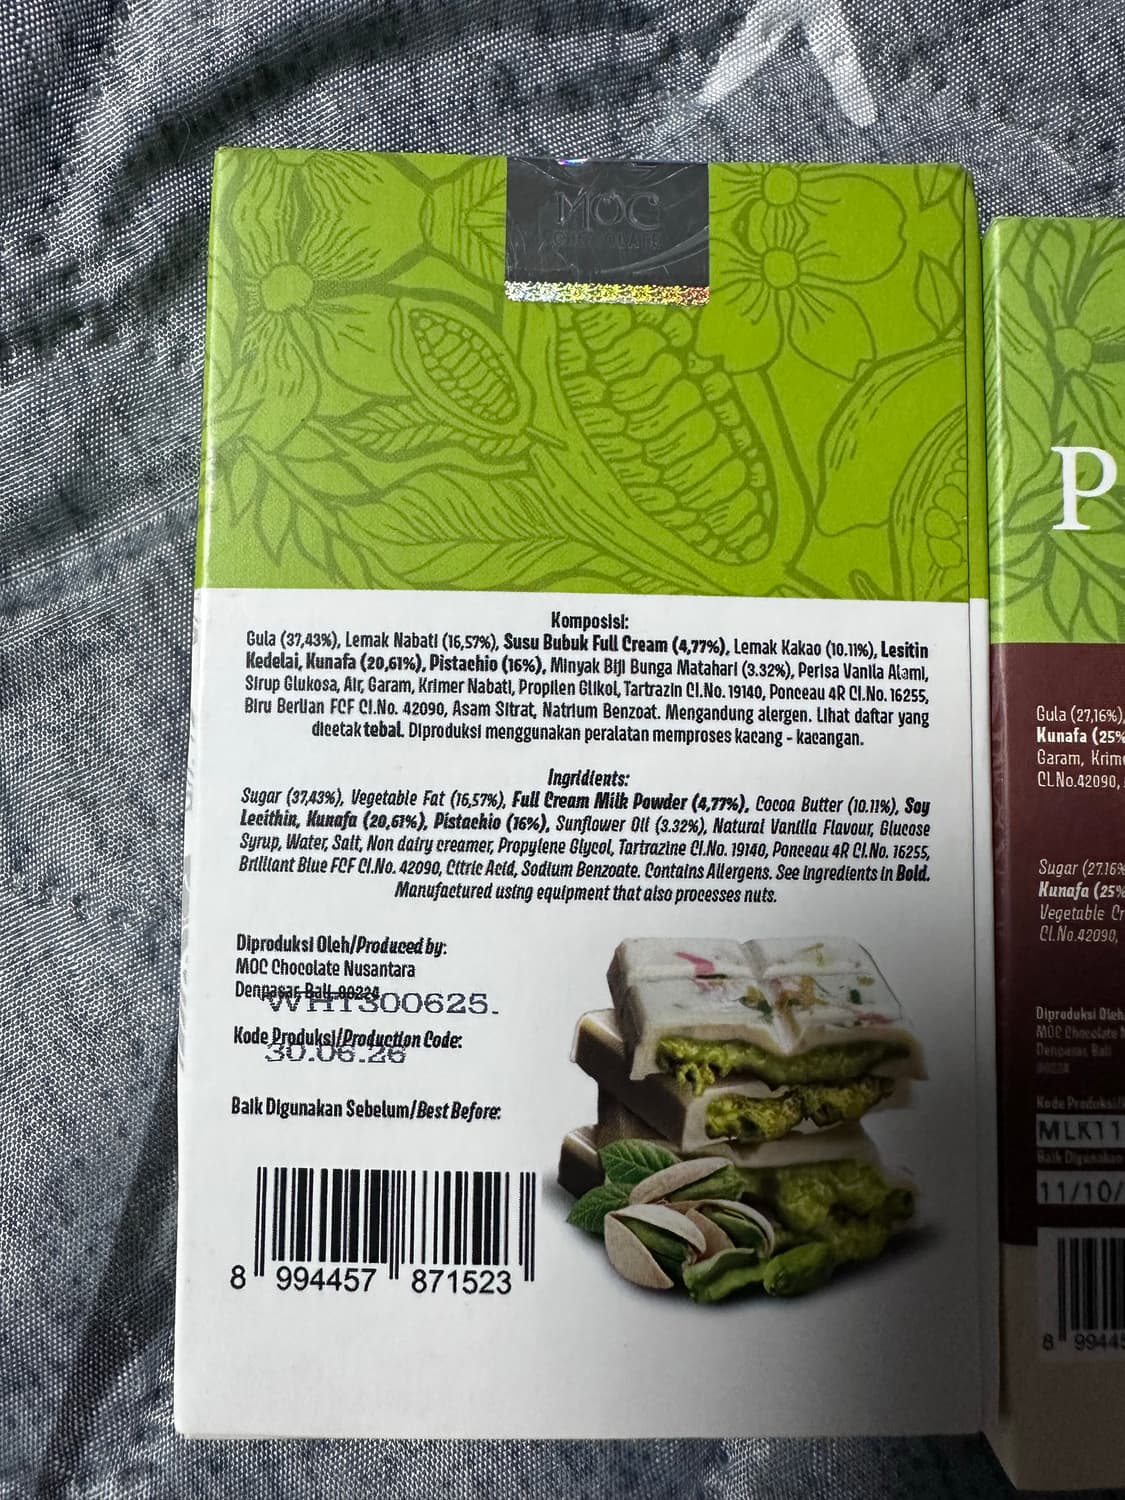 MOC
CHOCOLATE
Komposisi:
Gula (37,43%), Lemak Nabati (16,57%), Susu Bubuk Full Cream (4,77%), Lemak Kakao (10.11%), Lesitin
Kedelai, Kunafa (20,61%), Pistachio (16%), Minyak Biji Bunga Matahari (3.32%), Perisa Vanila Alami,
Sirup Glukosa, Air, Garam, Krimer Nabati, Propilen Glikol, Tartrazin CI.No. 19140, Ponceau 4R CI.No. 16255,
Biru Berlian FCF CI.No. 42090, Asam Sitrat, Natrium Benzoat. Mengandung alergen. Lihat daftar yang
dicetak tebal. Diproduksi menggunakan peralatan memproses kacang - kacangan.
Ingridients:
Sugar (37,43%), Vegetable Fat (16,57%), Full Cream Milk Powder (4,77%), Cocoa Butter (10.11%), Soy
Lecithin, Kunafa (20,61%), Pistachio (16%), Sunflower Oil (3.32%), Natural Vanilla Flavour, Glucose
Syrup, Water, Salt, Non dairy creamer, Propylene Glycol, Tartrazine CI.No. 19140, Ponceau 4R CI.No. 16255,
Brilliant Blue FCF CI.No. 42090, Citric Acid, Sodium Benzoate. Contains Allergens. See Ingredients in Bold.
Manufactured using equipment that also processes nuts.
Diproduksi Oleh/Produced by:
MOC Chocolate Nusantara
Denpasar, Bali. 80224
WHTS00625.
Kode Produksi/Production Code:
30.06.26
Baik Digunakan Sebelum/Best Before:
8 994457 871523
P
Gula (27,16%),
Kunafa (25%
Garam, Krim
CI.No.42090,
Sugar (27.16%
Kunafa (25%
Vegetable Cr
CI.No.42090,
Diproduksi Oleh
MOC Chocolate N
Denpasar, Bali
80224
Kode Produksi/
MLK11
Baik Digunakan
11/10/
8 99445